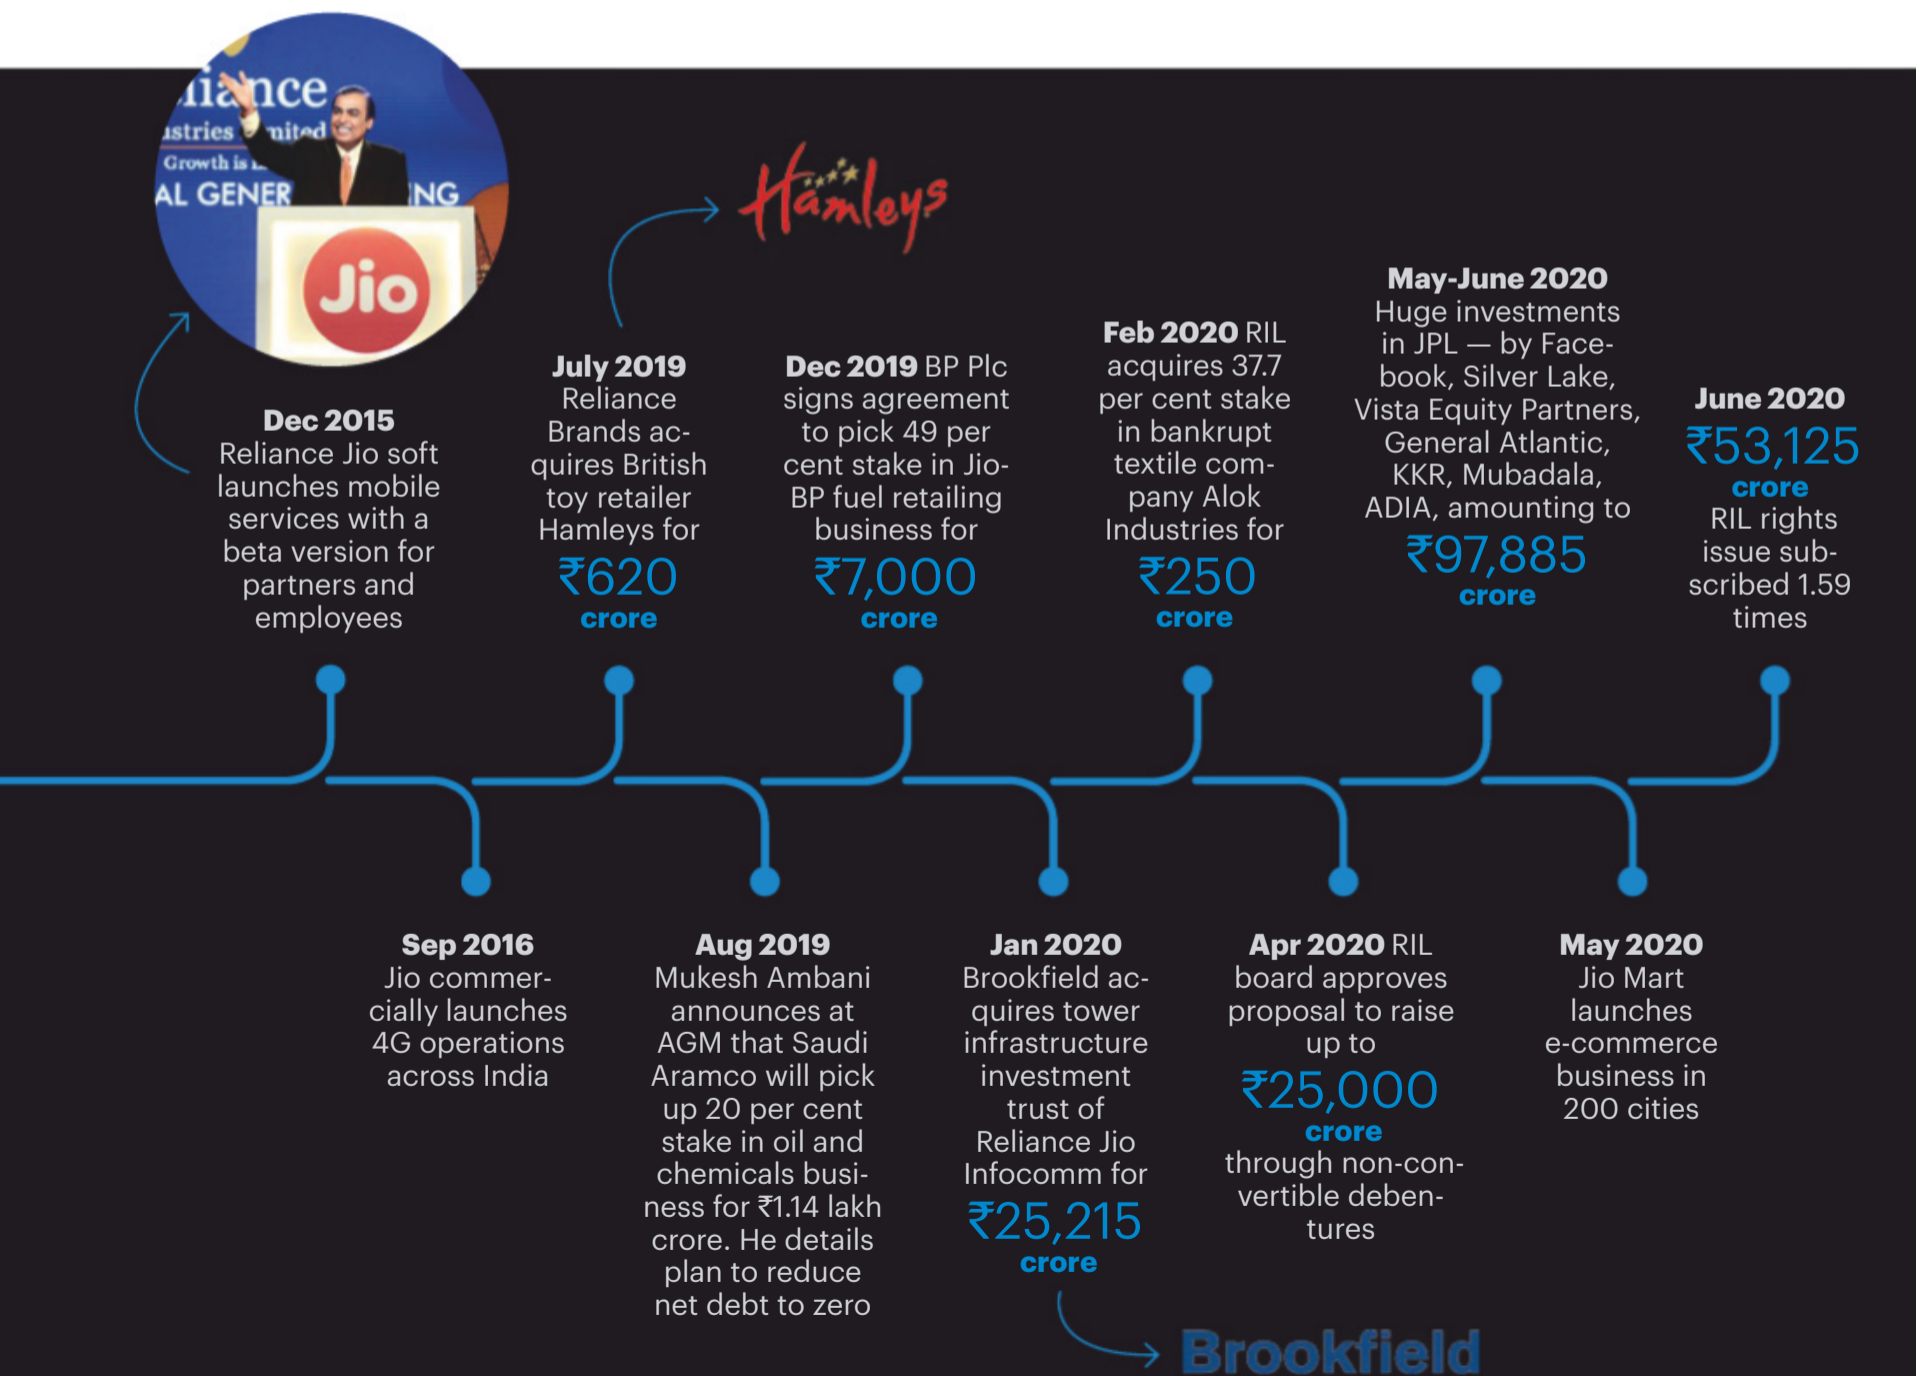 liance
ustries
mited
Growth is
AL GENER
NG
Jio
Hamleys
Dec 2015
Reliance Jio soft
launches mobile
services with a
beta version for
partners and
employees
Sep 2016
Jio commer-
cially launches
4G operations
across India
July 2019
Reliance
Brands ac-
quires British
toy retailer
Hamleys for
₹620
crore
Aug 2019
Mukesh Ambani
announces at
AGM that Saudi
Aramco will pick
up 20 per cent
stake in oil and
chemicals busi-
ness for ₹1.14 lakh
crore. He details
plan to reduce
net debt to zero
Dec 2019 BP Plc
signs agreement
to pick 49 per
cent stake in Jio-
BP fuel retailing
business for
₹7,000
crore
Jan 2020
Brookfield ac-
quires tower
infrastructure
investment
trust of
Reliance Jio
Infocomm for
₹25,215
crore
Brookfield
Feb 2020 RIL
acquires 37.7
per cent stake
in bankrupt
textile com-
pany Alok
Industries for
₹250
crore
Apr 2020 RIL
board approves
proposal to raise
up to
₹25,000
crore
through non-con-
vertible deben-
tures
May-June 2020
Huge investments
in JPL — by Face-
book, Silver Lake,
Vista Equity Partners,
General Atlantic,
KKR, Mubadala,
ADIA, amounting to
₹97,885
crore
May 2020
Jio Mart
launches
e-commerce
business in
200 cities
June 2020
₹53,125
crore
RIL rights
issue sub-
scribed 1.59
times